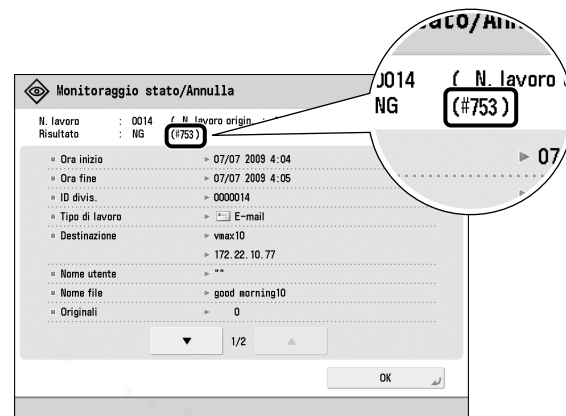 Monitoraggio stato/Annulla
N. lavoro : 0014 ( N. lavoro origin. :
Risultato : NG (#753)
Ora inizio 07/07 2009 4:04
Ora fine 07/07 2009 4:05
ID divis. 0000014
Tipo di lavoro E-mail
Destinazione vmax10
172.22.10.77
Nome utente ""
Nome file good morning10
Originali 0
1/2
OK
0014 ( N. lavoro
NG (#753)
07/